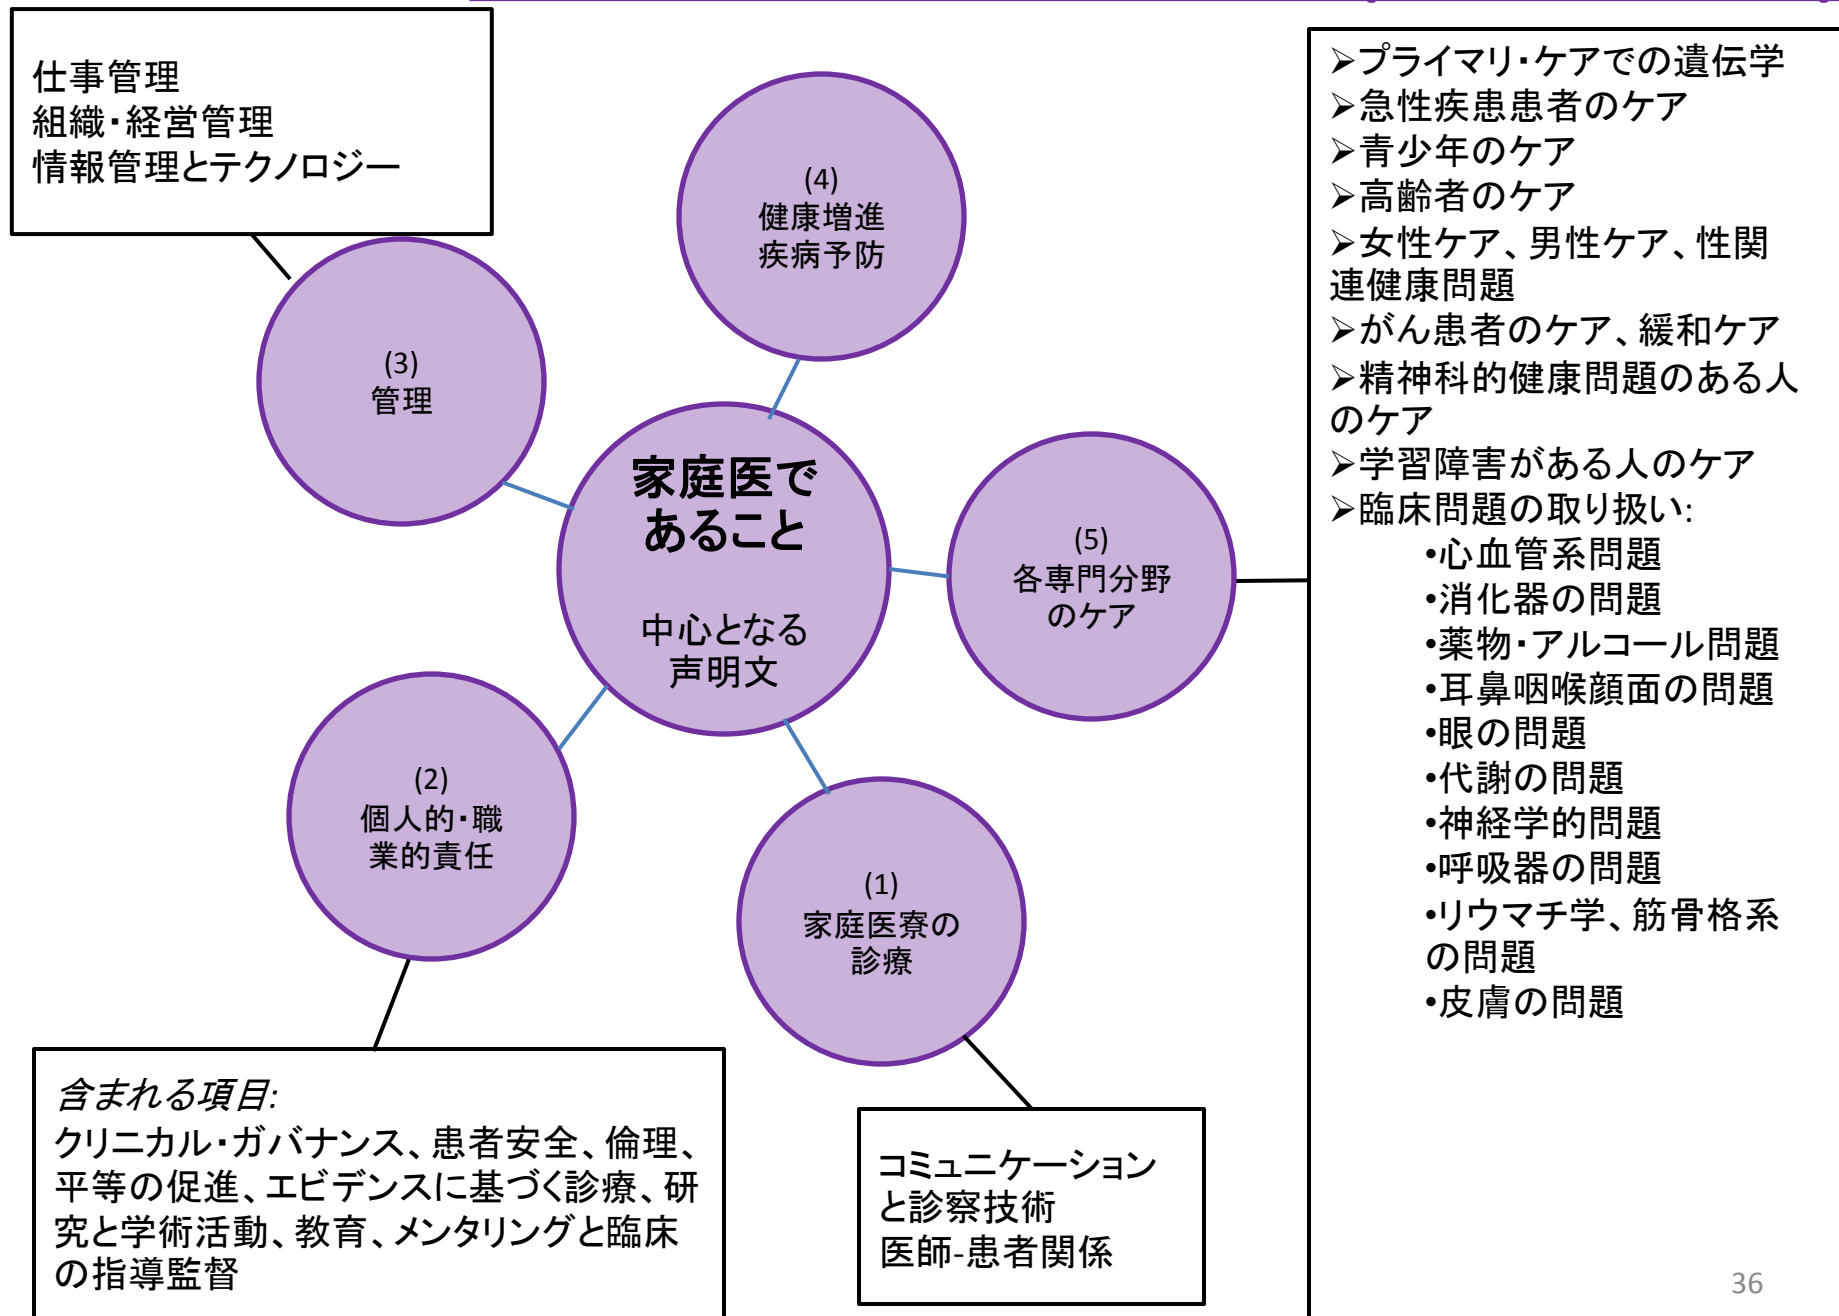 仕事管理
組織・経営管理
情報管理とテクノロジー
(4)
健康増進
疾病予防
(3)
管理
家庭医で
あること
中心となる
声明文
(5)
各専門分野
のケア
(2)
個人的・職
業的責任
(1)
家庭医寮の
診療
含まれる項目:
クリニカル・ガバナンス、患者安全、倫理、
平等の促進、エビデンスに基づく診療、研
究と学術活動、教育、メンタリングと臨床
の指導監督
コミュニケーション
と診察技術
医師-患者関係
➢プライマリ・ケアでの遺伝学
➢急性疾患患者のケア
➢青少年のケア
➢高齢者のケア
➢女性ケア、男性ケア、性関
連健康問題
➢がん患者のケア、緩和ケア
➢精神科的健康問題のある人
のケア
➢学習障害がある人のケア
➢臨床問題の取り扱い:
•心血管系問題
•消化器の問題
•薬物・アルコール問題
•耳鼻咽喉顔面の問題
•眼の問題
•代謝の問題
•神経学的問題
•呼吸器の問題
•リウマチ学、筋骨格系
の問題
•皮膚の問題
36